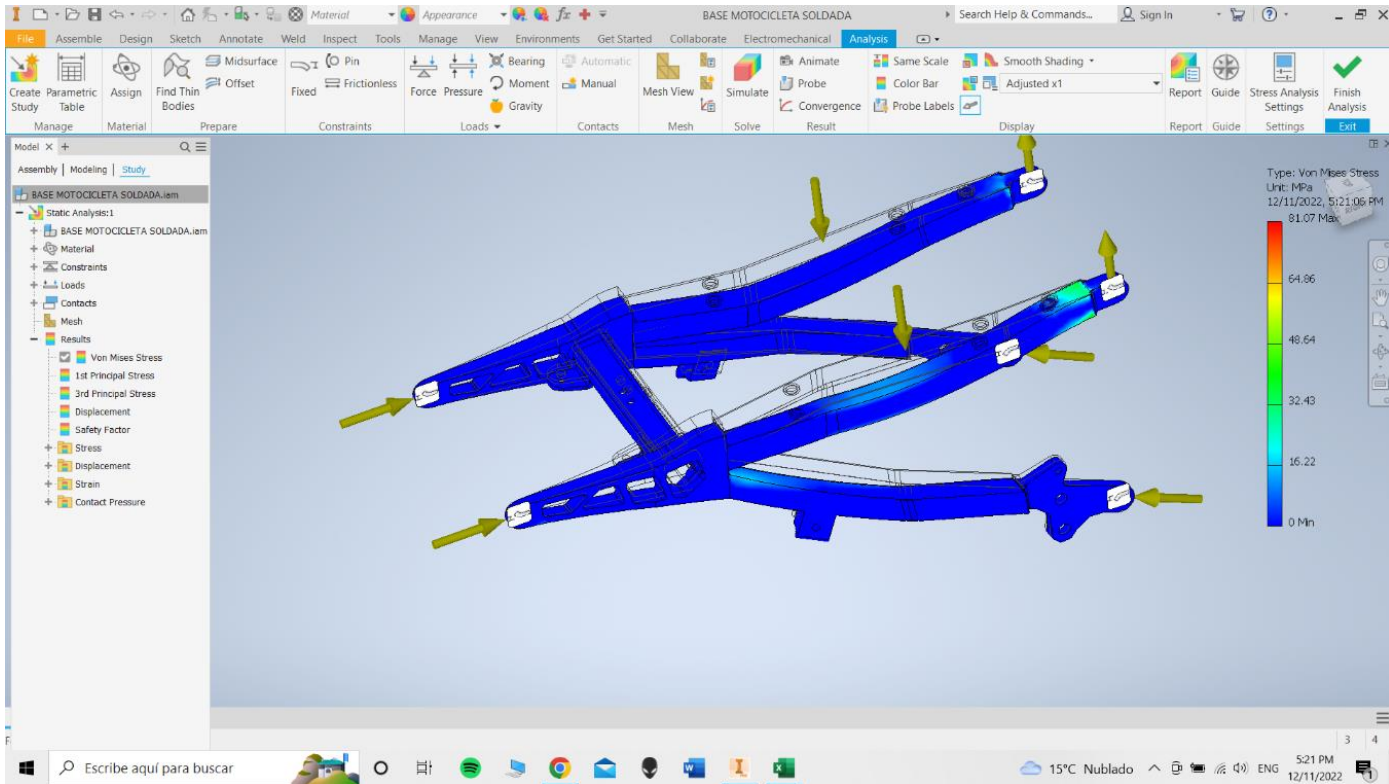 Material
Appearance
fx
BASE MOTOCICLETA SOLDADA
Search Help & Commands...
Sign In
File Assemble Design Sketch Annotate Weld Inspect Tools Manage View Environments Get Started Collaborate Electromechanical Analysis
Create Study
Parametric Table
Assign
Find Thin Bodies
Midsurface
Offset
Fixed
Pin
Frictionless
Force
Pressure
Bearing
Moment
Gravity
Automatic
Manual
Mesh View
Simulate
Animate
Probe
Convergence
Same Scale
Color Bar
Probe Labels
Smooth Shading
Adjusted x1
Report
Guide
Stress Analysis Settings
Finish Analysis
Manage Material Prepare Constraints Loads Contacts Mesh Solve Result Display Report Guide Settings Exit
Model × +
Assembly | Modeling | Study
BASE MOTOCICLETA SOLDADA.iam
Static Analysis:1
BASE MOTOCICLETA SOLDADA.iam
Material
Constraints
Loads
Contacts
Mesh
Results
Von Mises Stress
1st Principal Stress
3rd Principal Stress
Displacement
Safety Factor
Stress
Displacement
Strain
Contact Pressure
Type: Von Mises Stress
Unit: MPa
12/11/2022, 5:21:06 PM
81.07 Max
64.86
48.64
32.43
16.22
0 Min
3 4
Escribe aquí para buscar
15°C Nublado
ENG
5:21 PM
12/11/2022